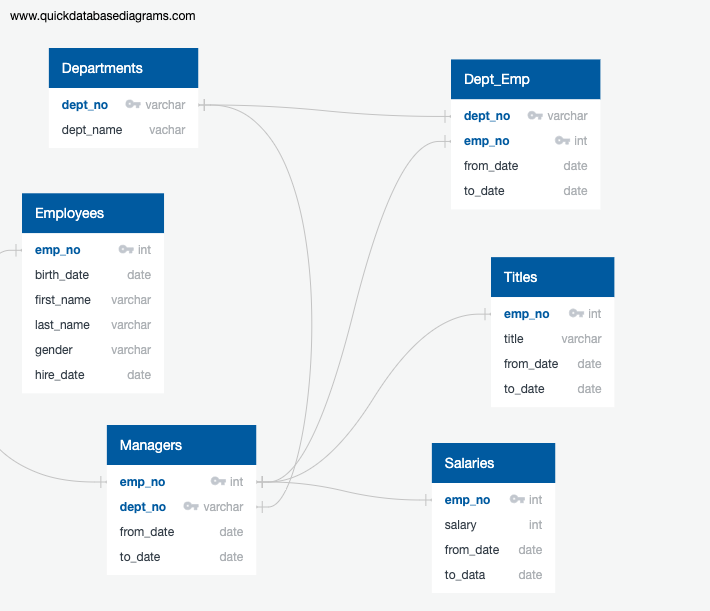 www.quickdatabasediagrams.com
Departments
dept_no varchar
dept_name vachar
Dept_Emp
dept_no varchar
emp_no int
from_date date
to_date date
Employees
emp_no int
birth_date date
first_name varchar
last_name varchar
gender varchar
hire_date date
Titles
emp_no int
title varchar
from_date date
to_date date
Managers
emp_no int
dept_no varchar
from_date date
to_date date
Salaries
emp_no int
salary int
from_date date
to_data date